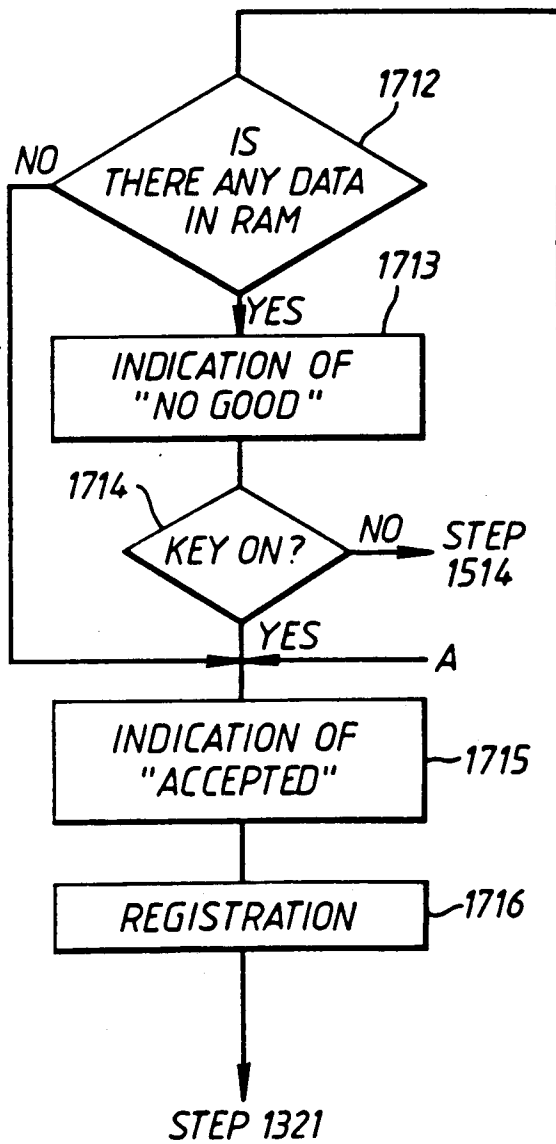 1712
IS
THERE ANY DATA
IN RAM
NO
1713
YES
INDICATION OF
"NO GOOD"
1714
KEY ON?
NO
STEP
1514
YES
A
INDICATION OF
"ACCEPTED"
1715
REGISTRATION
1716
STEP 1321